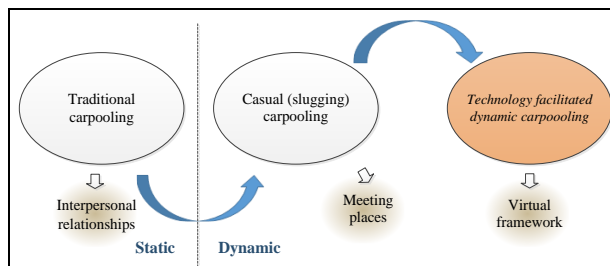 Traditional
carpooling
Casual (slugging)
carpooling
Technology facilitated
dynamic carpoooling
Interpersonal
relationships
Meeting
places
Virtual
framework
Static
Dynamic